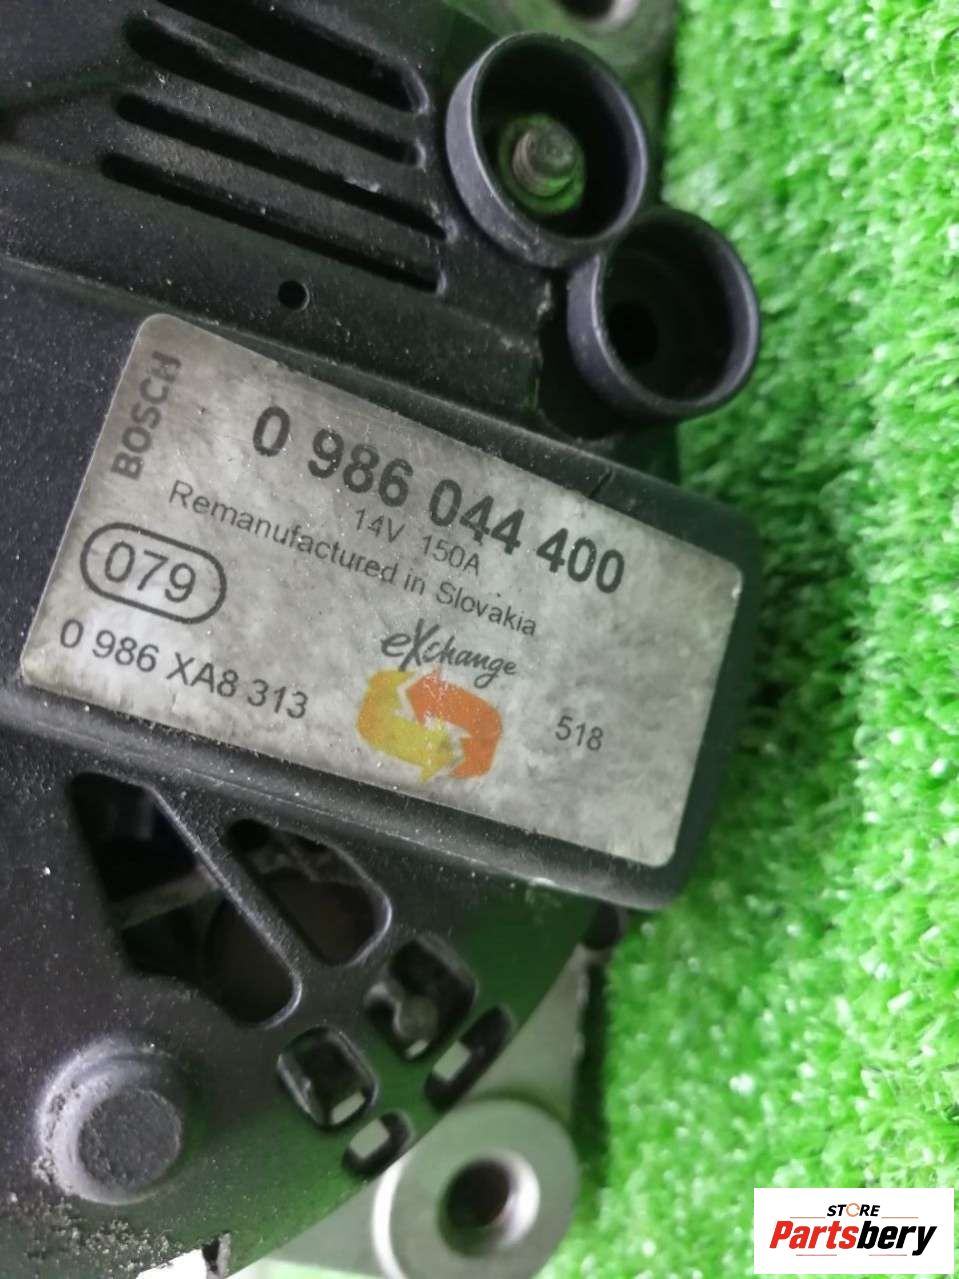 BOSCH
0 986 044 400
14V 150A
Remanufactured in Slovakia
079
0 986 XA8 313
eXchange
518
STORE
Partsbery